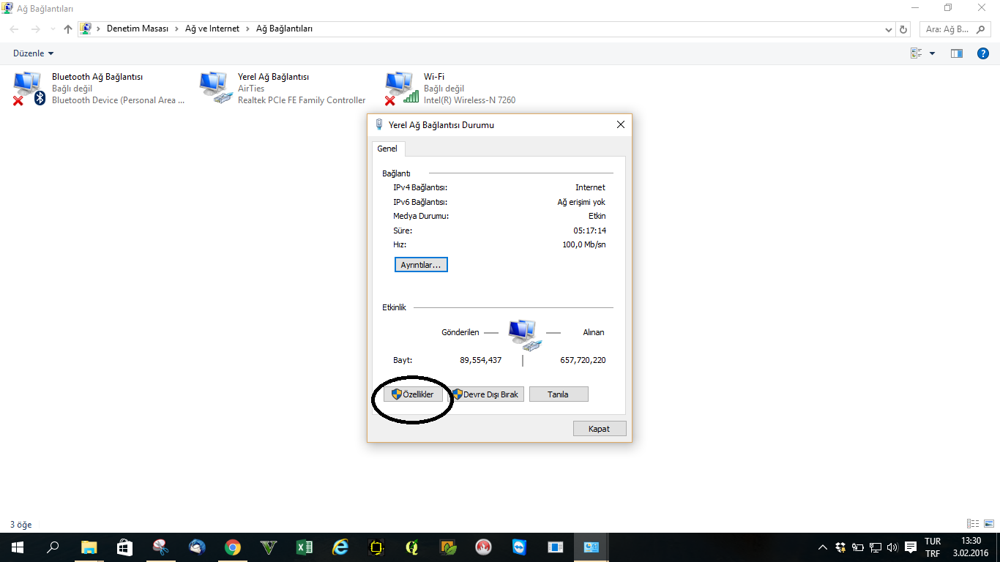 Ağ Bağlantıları
Denetim Masası > Ağ ve Internet > Ağ Bağlantıları
Ara: Ağ B...
Düzenle
Bluetooth Ağ Bağlantısı
Bağlı değil
Bluetooth Device (Personal Area ...
Yerel Ağ Bağlantısı
AirTies
Realtek PCIe FE Family Controller
Wi-Fi
Bağlı değil
Intel(R) Wireless-N 7260
Yerel Ağ Bağlantısı Durumu
Genel
Bağlantı
IPv4 Bağlantısı: Internet
IPv6 Bağlantısı: Ağ erişimi yok
Medya Durumu: Etkin
Süre: 05:17:14
Hız: 100,0 Mb/sn
Ayrıntılar...
Etkinlik
Gönderilen Alınan
Bayt: 89,554,437 657,720,220
Özellikler Devre Dışı Bırak Tanıla
Kapat
3 öğe
TUR
TRF
13:30
3.02.2016